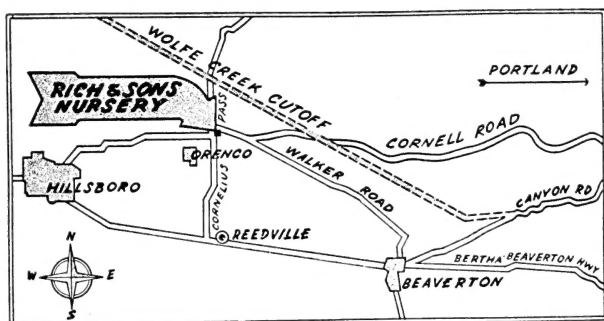 WOLFE CREEK CUTOFF
PORTLAND
RICH & SONS
NURSERY
CORNELIUS PASS
CORNELL ROAD
ORENCO
WALKER ROAD
HILLSBORO
CANYON RD
REEDVILLE
BERTHA-BEAVERTON HWY
BEAVERTON
N
W E
S